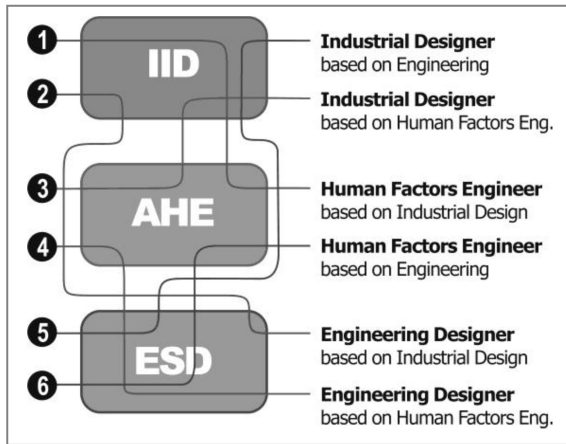 1
IID
Industrial Designer
based on Engineering
2
Industrial Designer
based on Human Factors Eng.
3
AHE
Human Factors Engineer
based on Industrial Design
4
Human Factors Engineer
based on Engineering
5
ESD
Engineering Designer
based on Industrial Design
6
Engineering Designer
based on Human Factors Eng.